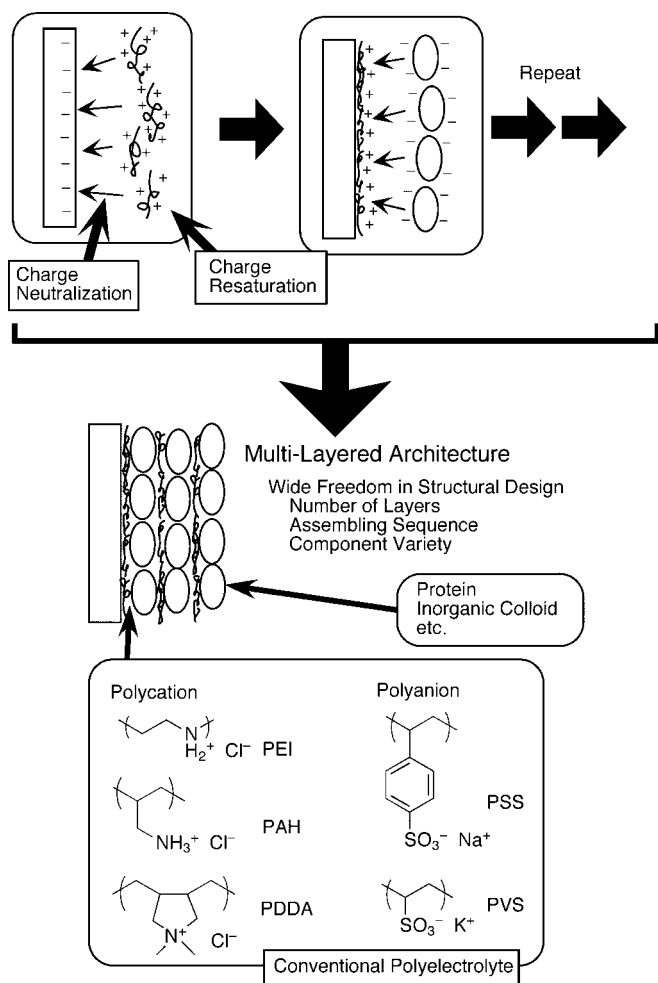 Repeat
Charge
Neutralization
Charge
Resaturation
Multi-Layered Architecture
Wide Freedom in Structural Design
Number of Layers
Assembling Sequence
Component Variety
Protein
Inorganic Colloid
etc.
Polycation
Polyanion
N
H₂⁺ Cl⁻ PEI
PSS
SO₃⁻ Na⁺
NH₃⁺ Cl⁻
PAH
PDDA
N⁺ Cl⁻
PVS
SO₃⁻ K⁺
Conventional Polyelectrolyte